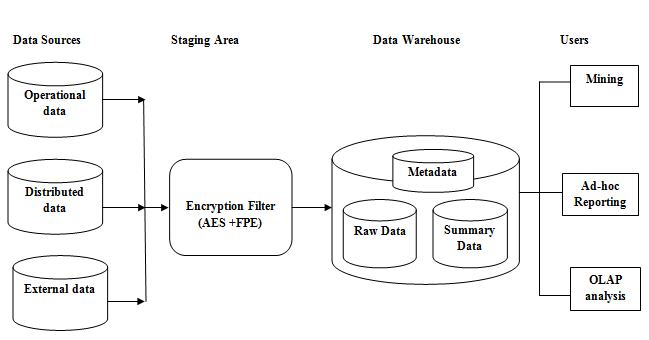 Data Sources
Staging Area
Data Warehouse
Users
Operational
data
Distributed
data
External data
Encryption Filter
(AES +FPE)
Metadata
Raw Data
Summary
Data
Mining
Ad-hoc
Reporting
OLAP
analysis